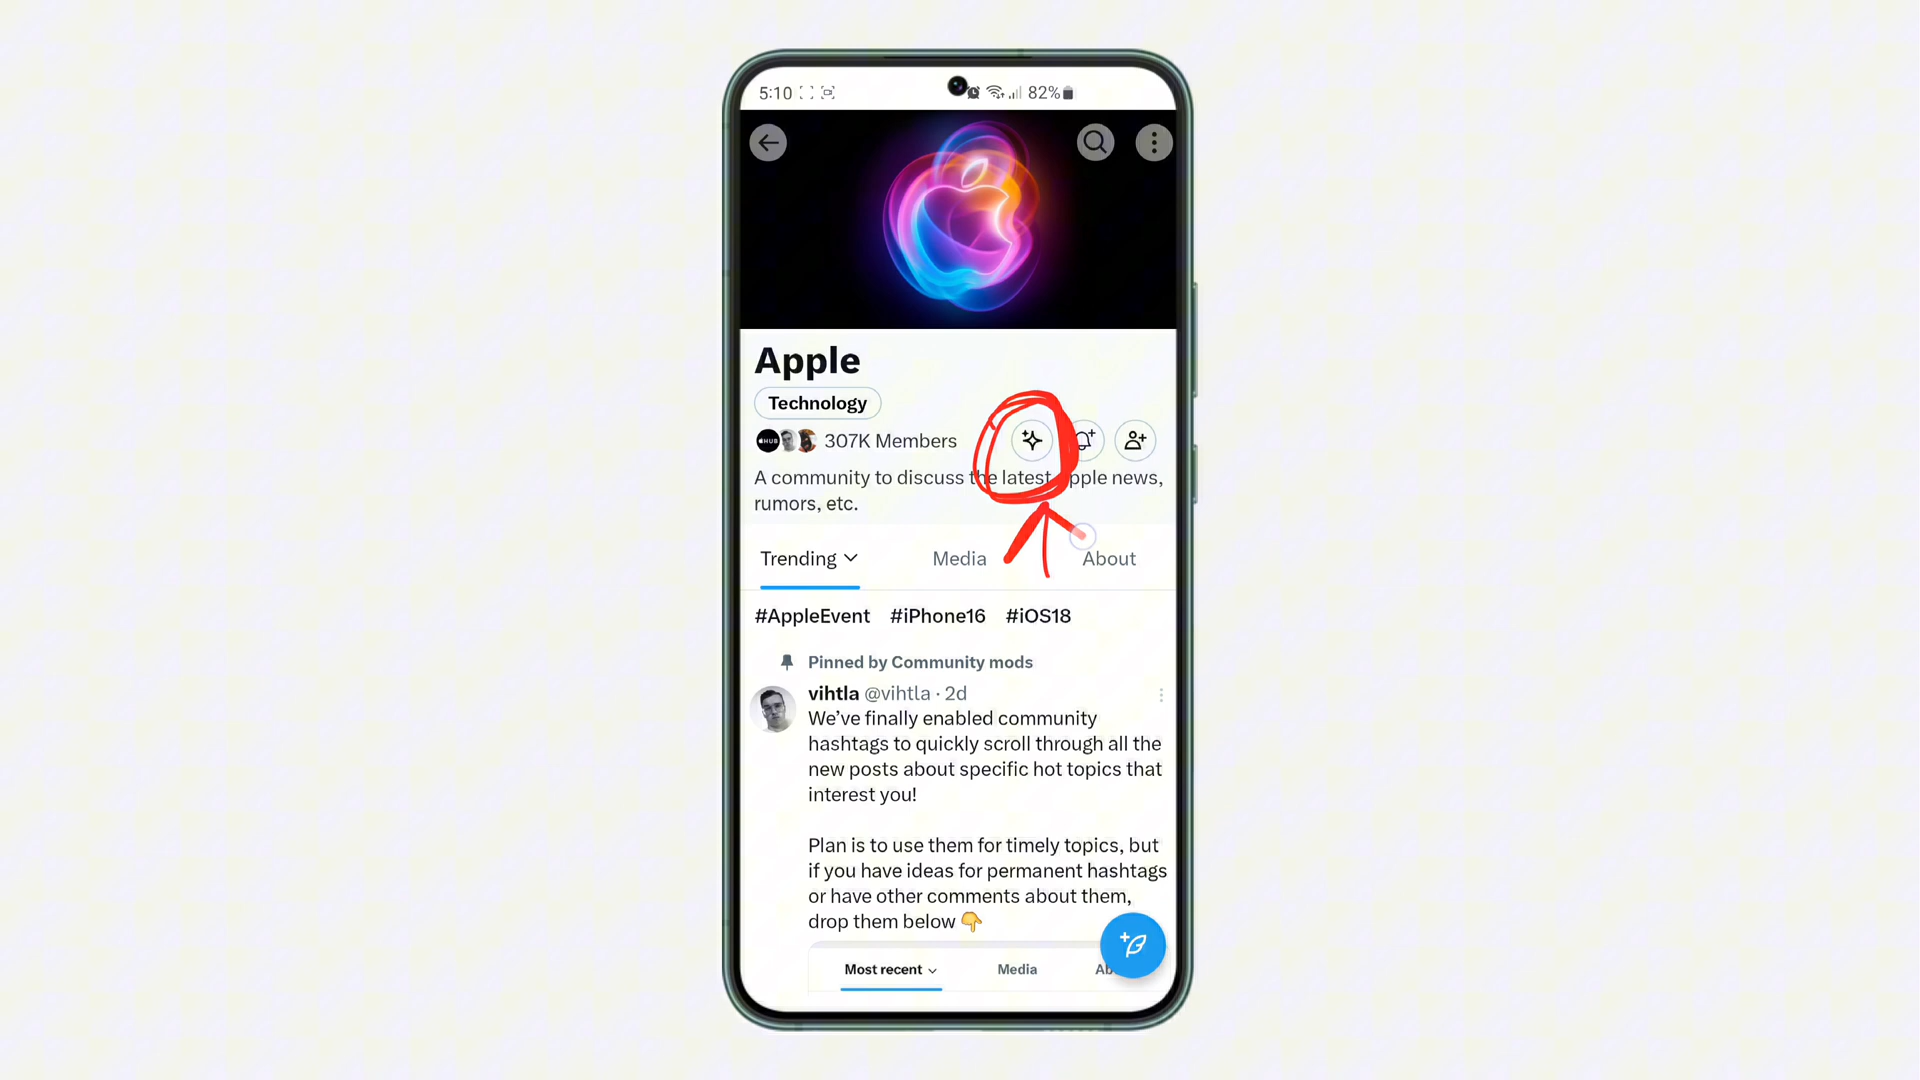 5:10 82%
Apple
Technology
HUB 307K Members
A community to discuss the latest Apple news,
rumors, etc.
Trending Media About
#AppleEvent #iPhone16 #iOS18
Pinned by Community mods
vihtla @vihtla · 2d
We’ve finally enabled community
hashtags to quickly scroll through all the
new posts about specific hot topics that
interest you!
Plan is to use them for timely topics, but
if you have ideas for permanent hashtags
or have other comments about them,
drop them below 👇
Most recent Media Ab